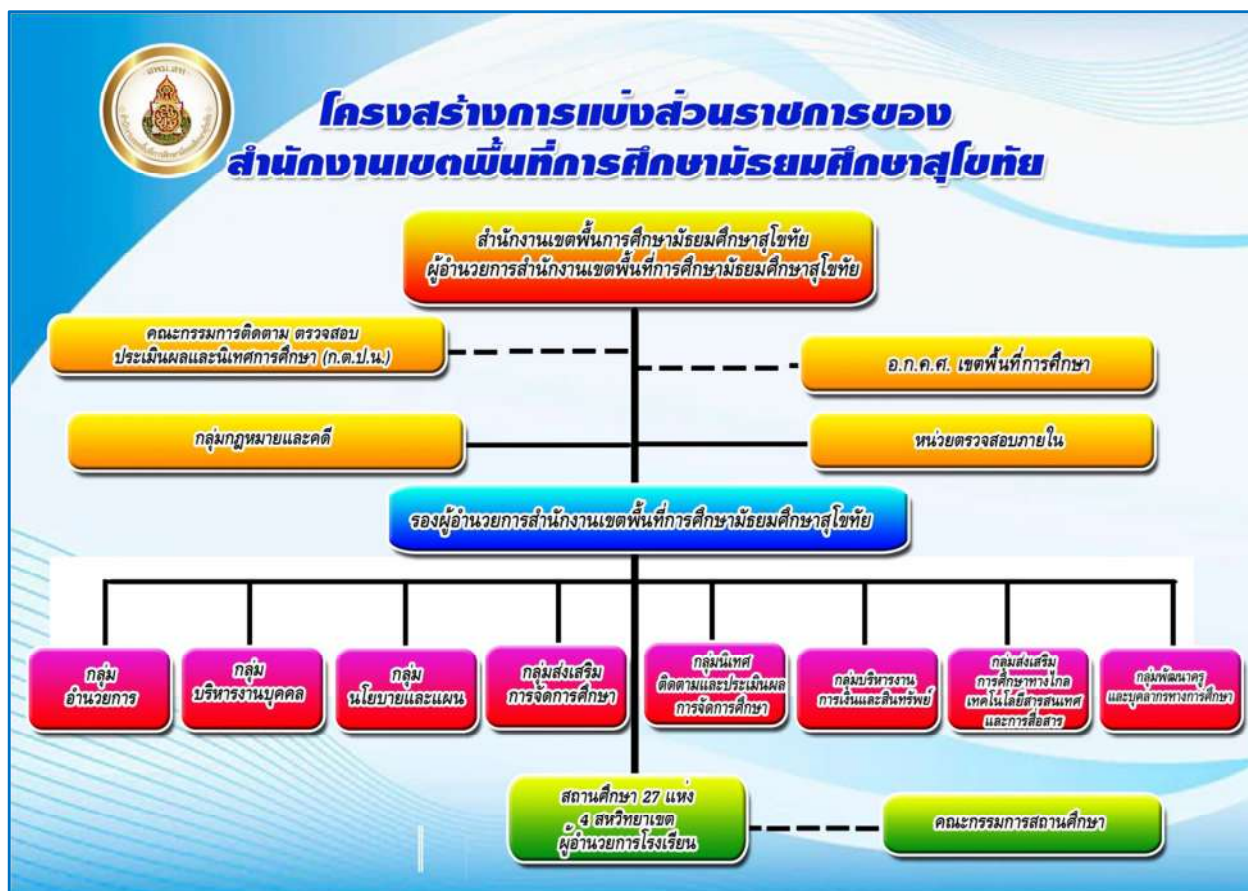 สพม.สท
โครงสร้างการแบ่งส่วนราชการของ
สำนักงานเขตพื้นที่การศึกษามัธยมศึกษาสุโขทัย
สำนักงานเขตพื้นการศึกษามัธยมศึกษาสุโขทัย
ผู้อำนวยการสำนักงานเขตพื้นที่การศึกษามัธยมศึกษาสุโขทัย
คณะกรรมการติดตาม ตรวจสอบ
ประเมินผลและนิเทศการศึกษา (ก.ต.ป.น.)
อ.ก.ค.ศ. เขตพื้นที่การศึกษา
กลุ่มกฎหมายและคดี
หน่วยตรวจสอบภายใน
รองผู้อำนวยการสำนักงานเขตพื้นที่การศึกษามัธยมศึกษาสุโขทัย
กลุ่ม
อำนวยการ
กลุ่ม
บริหารงานบุคคล
กลุ่ม
นโยบายและแผน
กลุ่มส่งเสริม
การจัดการศึกษา
กลุ่มนิเทศ
ติดตามและประเมินผล
การจัดการศึกษา
กลุ่มบริหารงาน
การเงินและสินทรัพย์
กลุ่มส่งเสริม
การศึกษาทางไกล
เทคโนโลยีสารสนเทศ
และการสื่อสาร
กลุ่มพัฒนาครู
และบุคลากรทางการศึกษา
สถานศึกษา 27 แห่ง
4 สหวิทยาเขต
ผู้อำนวยการโรงเรียน
คณะกรรมการสถานศึกษา